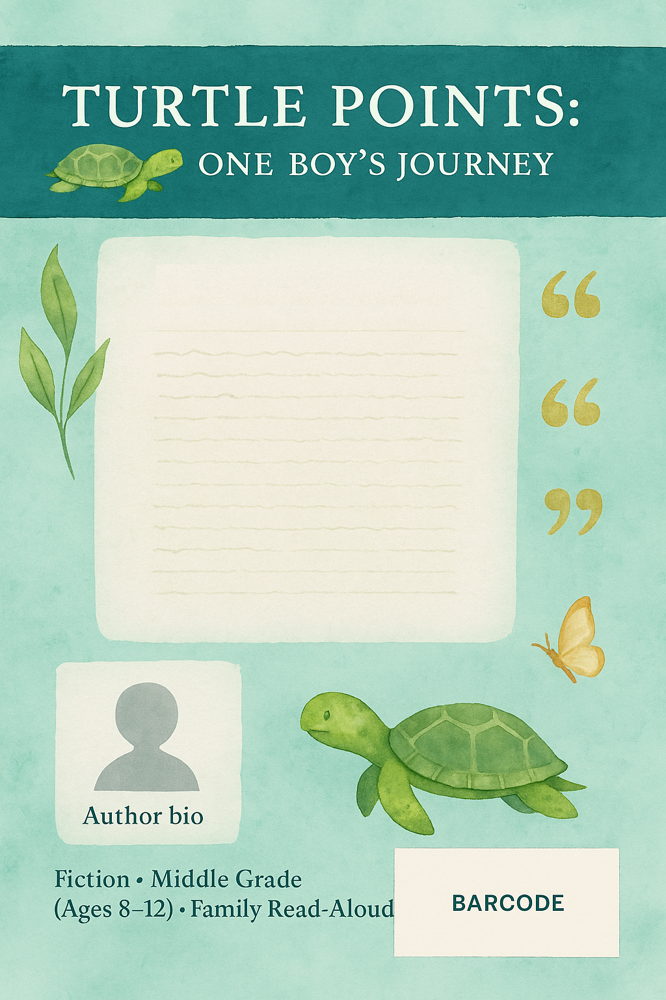 TURTLE POINTS:
ONE BOY’S JOURNEY
“
“
”
Author bio
Fiction • Middle Grade
(Ages 8–12) • Family Read-Aloud
BARCODE